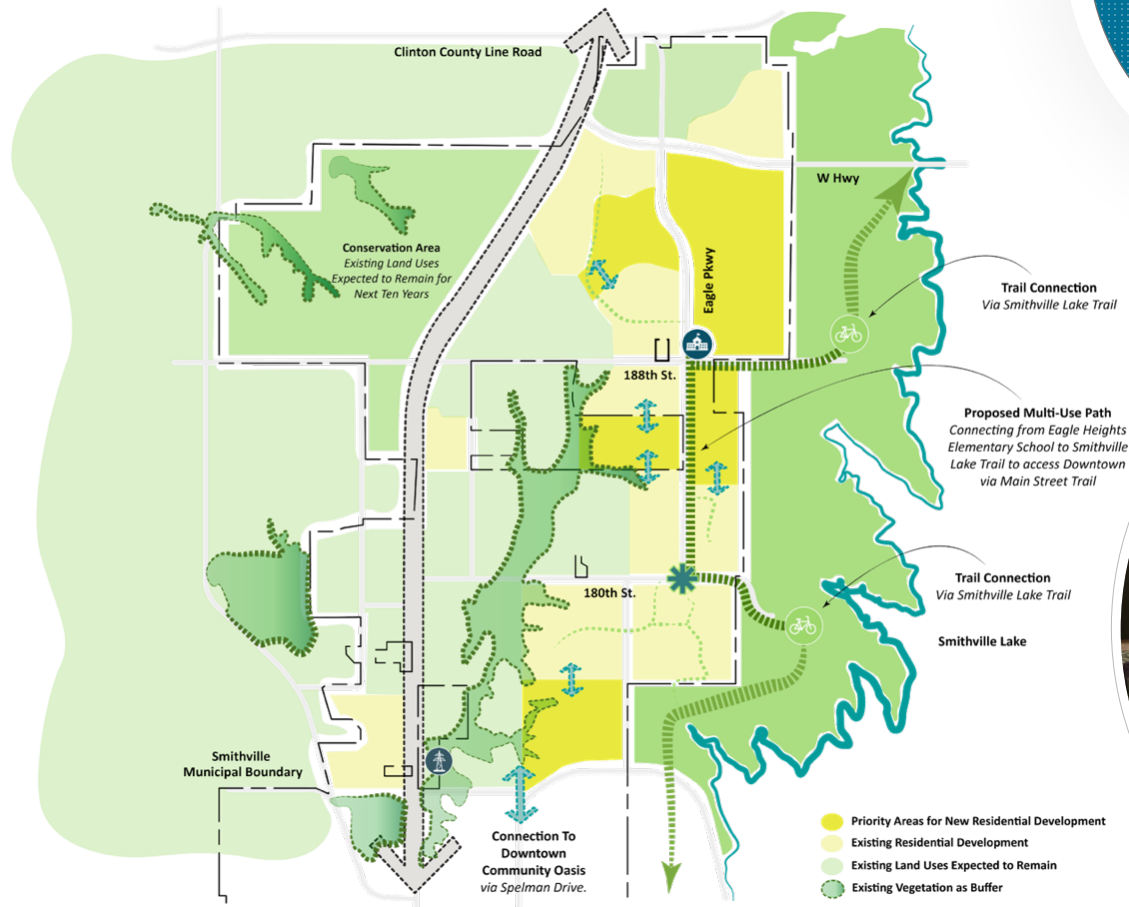 Clinton County Line Road
W Hwy
Conservation Area
Existing Land Uses
Expected to Remain for
Next Ten Years
Eagle Pkwy
Trail Connection
Via Smithville Lake Trail
188th St.
Proposed Multi-Use Path
Connecting from Eagle Heights
Elementary School to Smithville
Lake Trail to access Downtown
via Main Street Trail
180th St.
Trail Connection
Via Smithville Lake Trail
Smithville Lake
Smithville
Municipal Boundary
Connection To
Downtown
Community Oasis
via Spelman Drive.
Priority Areas for New Residential Development
Existing Residential Development
Existing Land Uses Expected to Remain
Existing Vegetation as Buffer